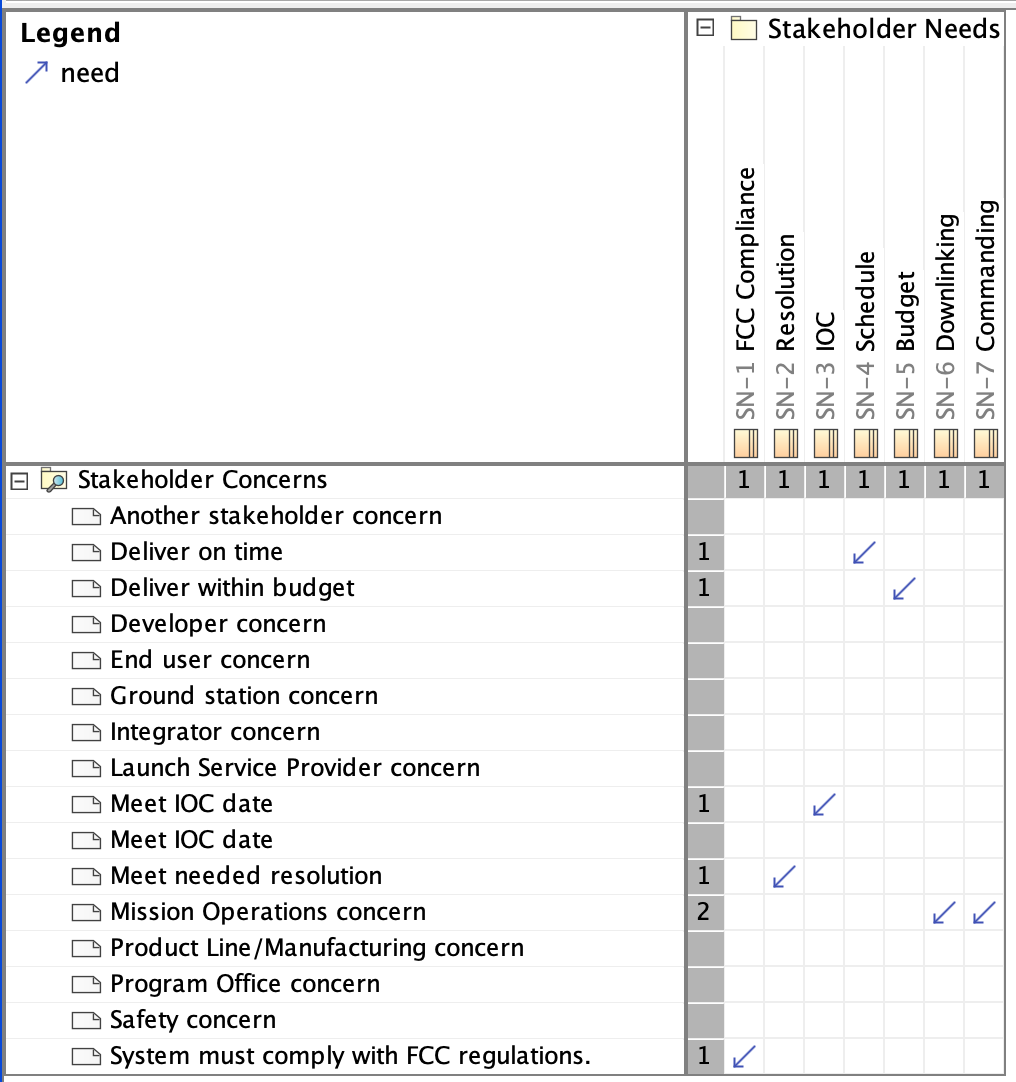 Legend
need
Stakeholder Needs
SN-1 FCC Compliance
SN-2 Resolution
SN-3 IOC
SN-4 Schedule
SN-5 Budget
SN-6 Downlinking
SN-7 Commanding
Stakeholder Concerns 1 1 1 1 1 1 1
Another stakeholder concern
Deliver on time 1
Deliver within budget 1
Developer concern
End user concern
Ground station concern
Integrator concern
Launch Service Provider concern
Meet IOC date 1
Meet IOC date
Meet needed resolution 1
Mission Operations concern 2
Product Line/Manufacturing concern
Program Office concern
Safety concern
System must comply with FCC regulations. 1